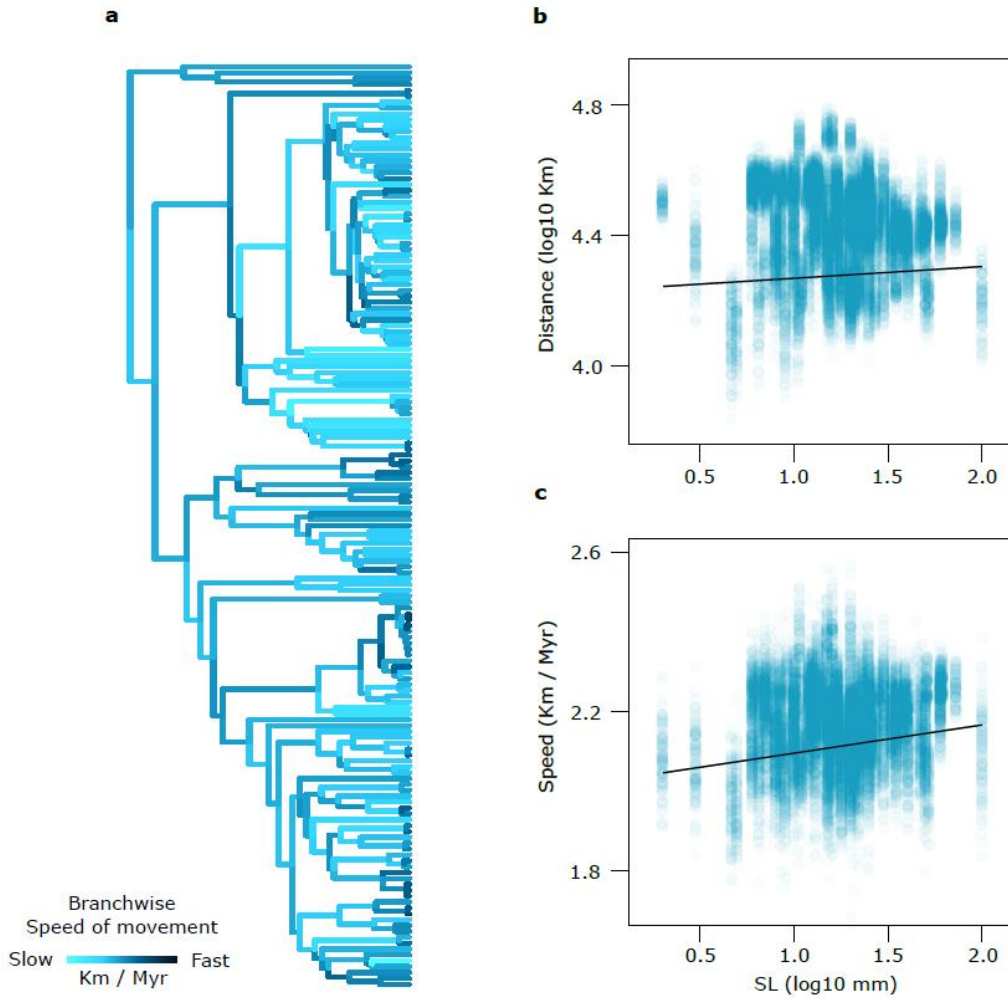 a
Branchwise
Speed of movement
Slow Fast
Km / Myr
b
Distance (log10 Km)
4.8
4.4
4.0
0.5 1.0 1.5 2.0
c
Speed (Km / Myr)
2.6
2.2
1.8
0.5 1.0 1.5 2.0
SL (log10 mm)